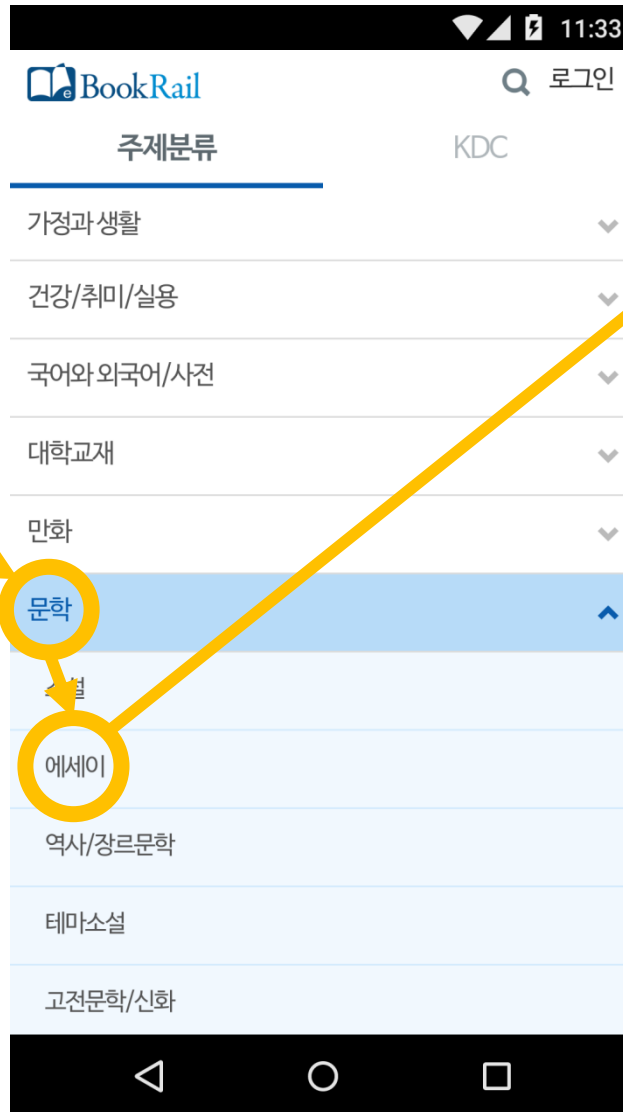 11:33
BookRail 로그인
주제분류 KDC
가정과 생활
건강/취미/실용
국어와 외국어/사전
대학교재
만화
문학
에세이
역사/장르문학
테마소설
고전문학/신화